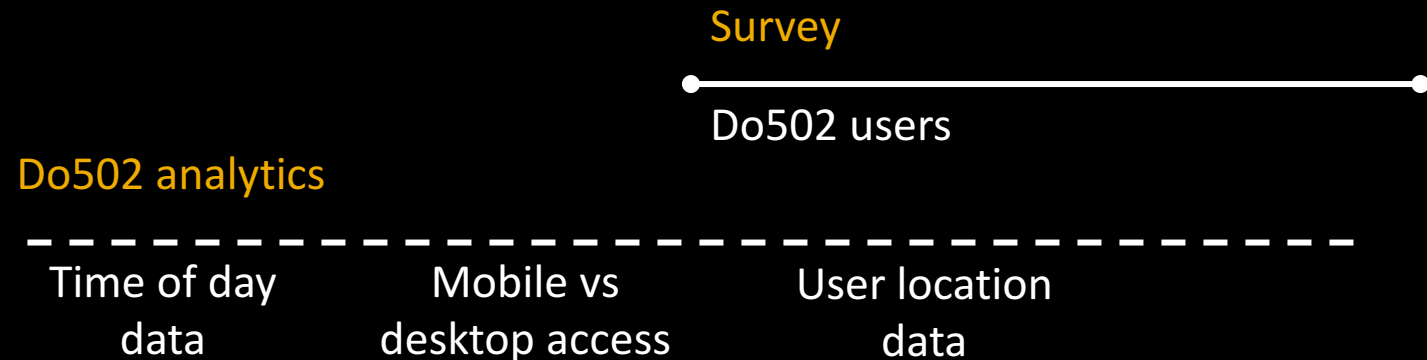 Survey
Do502 users
Do502 analytics
Time of day
data
Mobile vs
desktop access
User location
data